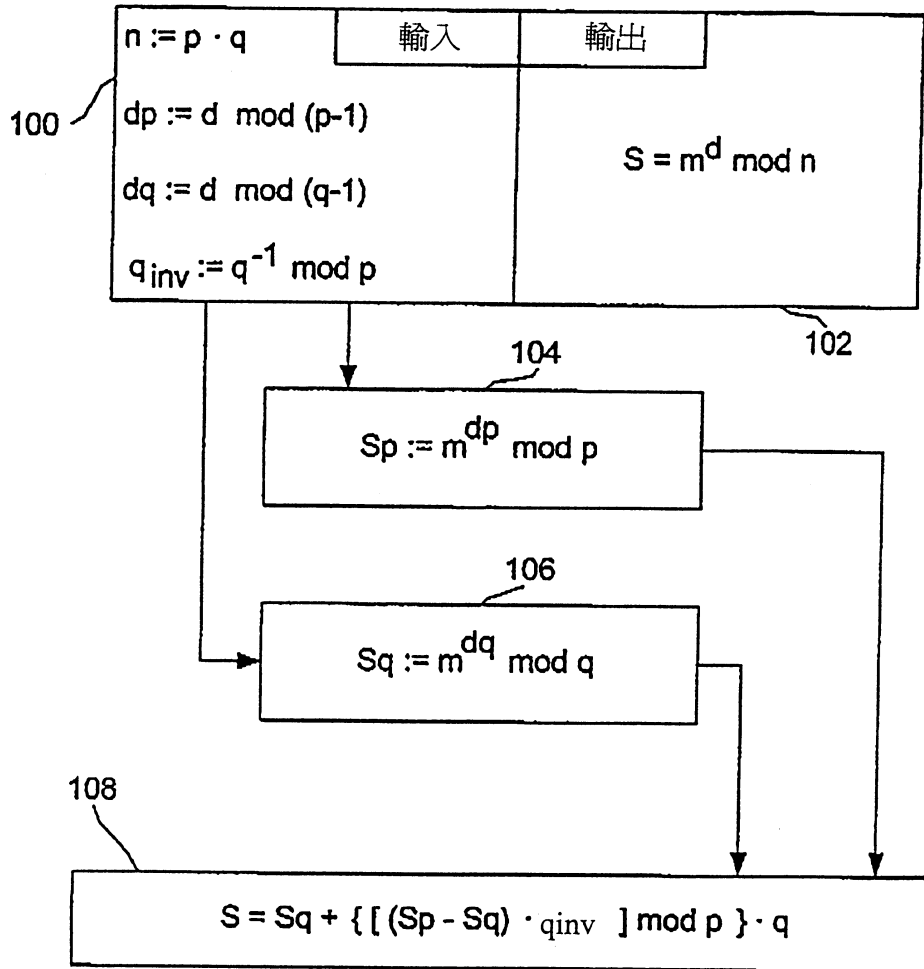 n := p · q
輸入
輸出
100
dp := d mod (p-1)
S = m^d mod n
dq := d mod (q-1)
q_inv := q^-1 mod p
102
104
Sp := m^dp mod p
106
Sq := m^dq mod q
108
S = Sq + { [ (Sp - Sq) · qinv ] mod p } · q